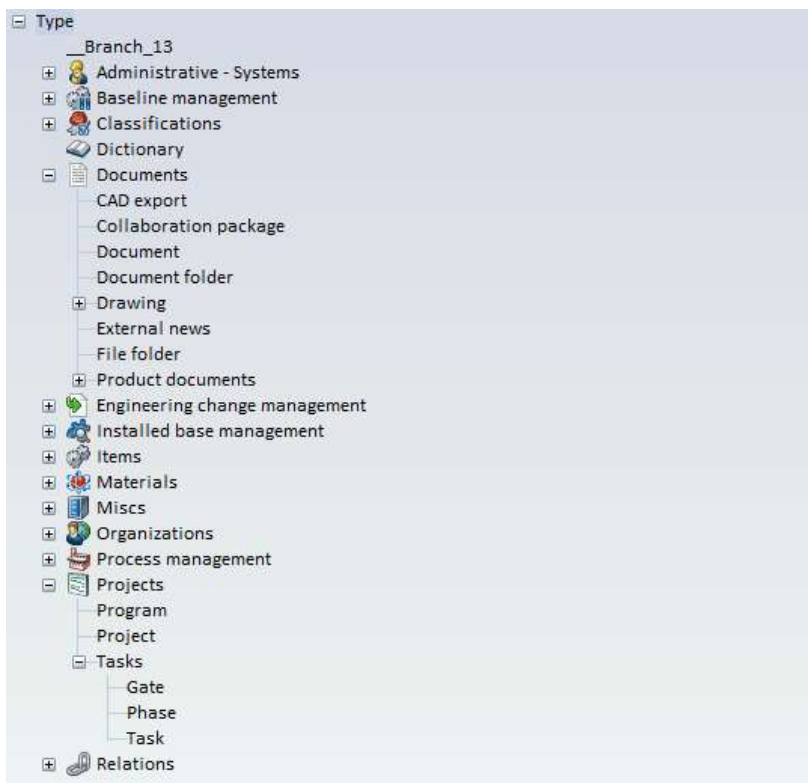 Type
__Branch_13
Administrative - Systems
Baseline management
Classifications
Dictionary
Documents
CAD export
Collaboration package
Document
Document folder
Drawing
External news
File folder
Product documents
Engineering change management
Installed base management
Items
Materials
Miscs
Organizations
Process management
Projects
Program
Project
Tasks
Gate
Phase
Task
Relations